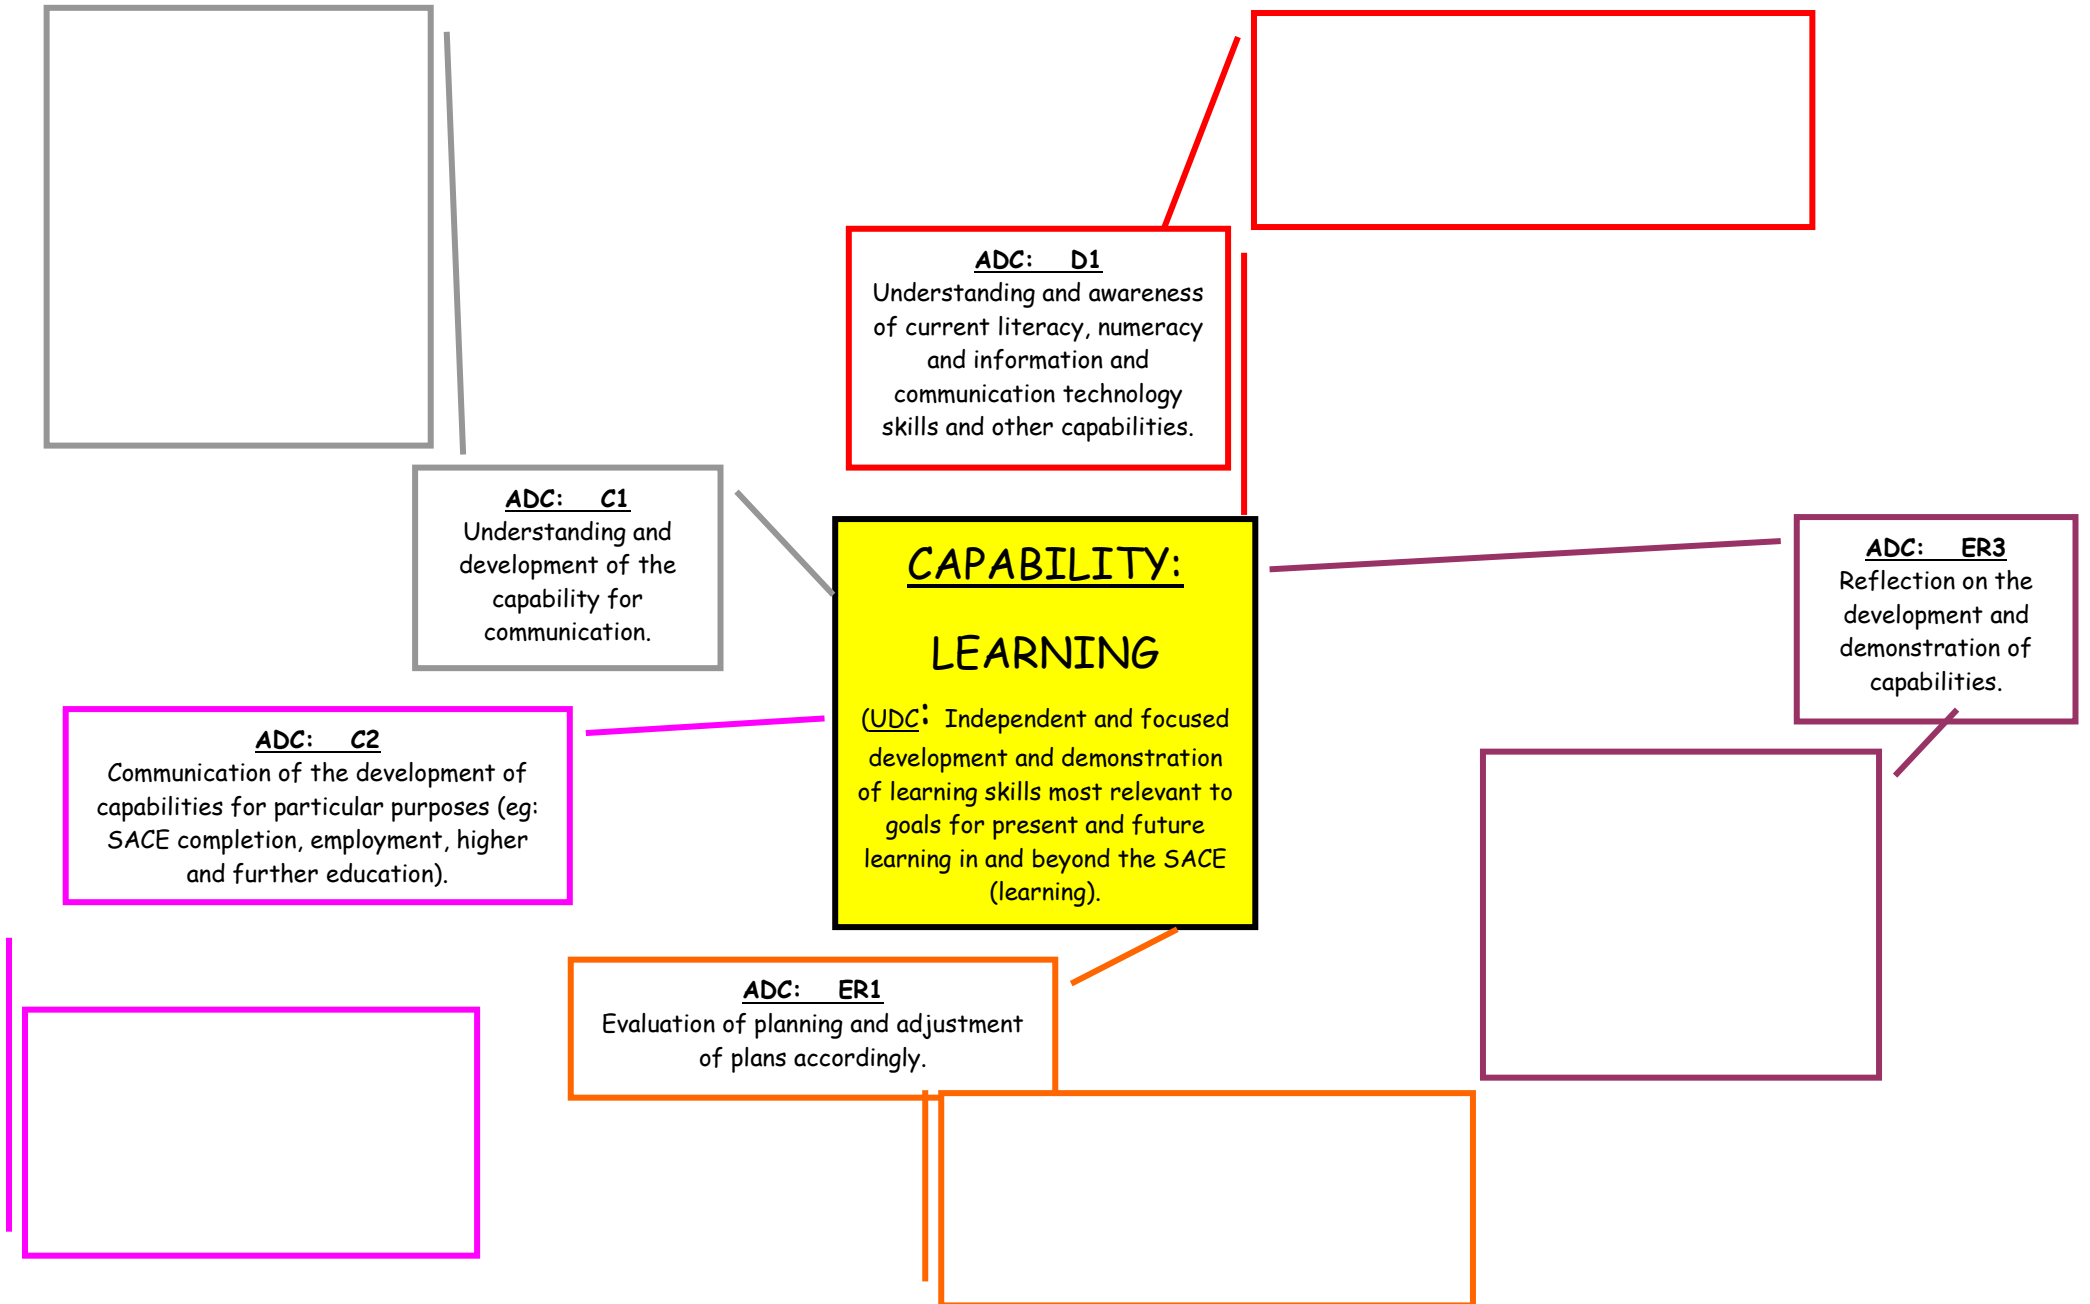 ADC: D1
Understanding and awareness
of current literacy, numeracy
and information and
communication technology
skills and other capabilities.
ADC: C1
Understanding and
development of the
capability for
communication.
CAPABILITY:
LEARNING
(UDC: Independent and focused
development and demonstration
of learning skills most relevant to
goals for present and future
learning in and beyond the SACE
(learning).
ADC: ER3
Reflection on the
development and
demonstration of
capabilities.
ADC: C2
Communication of the development of
capabilities for particular purposes (eg:
SACE completion, employment, higher
and further education).
ADC: ER1
Evaluation of planning and adjustment
of plans accordingly.